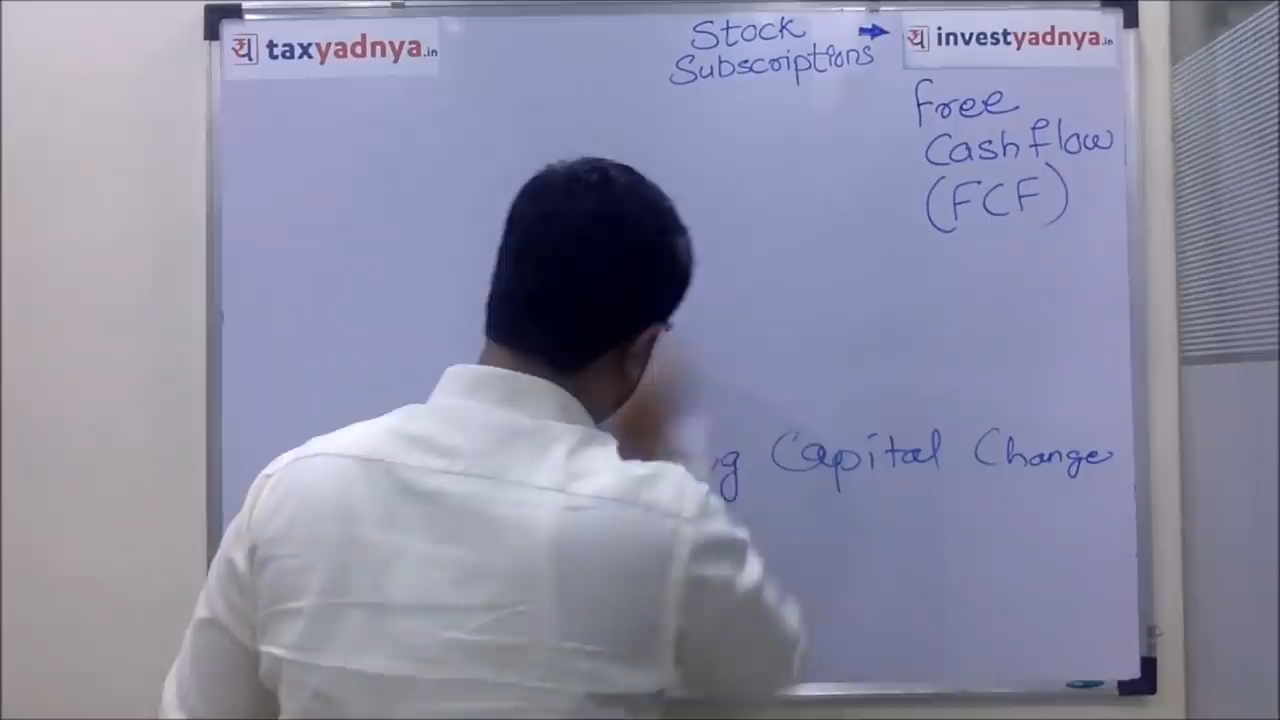 taxyadnya.in
Stock
Subscriptions
investyadnya.in
Free
Cashflow
(FCF)
Capital Change